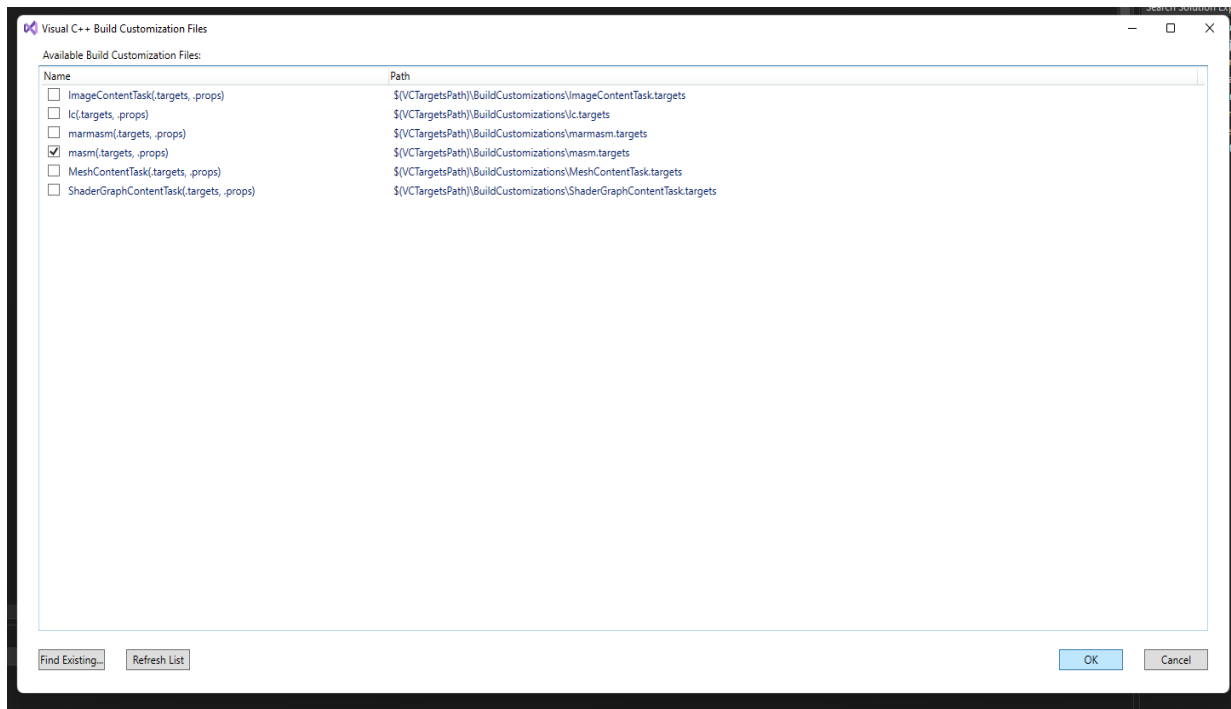 Search Solution Ex
Visual C++ Build Customization Files
Available Build Customization Files:
Name Path
ImageContentTask(.targets, .props) $(VCTargetsPath)\BuildCustomizations\ImageContentTask.targets
lc(.targets, .props) $(VCTargetsPath)\BuildCustomizations\lc.targets
marmasm(.targets, .props) $(VCTargetsPath)\BuildCustomizations\marmasm.targets
masm(.targets, .props) $(VCTargetsPath)\BuildCustomizations\masm.targets
MeshContentTask(.targets, .props) $(VCTargetsPath)\BuildCustomizations\MeshContentTask.targets
ShaderGraphContentTask(.targets, .props) $(VCTargetsPath)\BuildCustomizations\ShaderGraphContentTask.targets
Find Existing... Refresh List OK Cancel